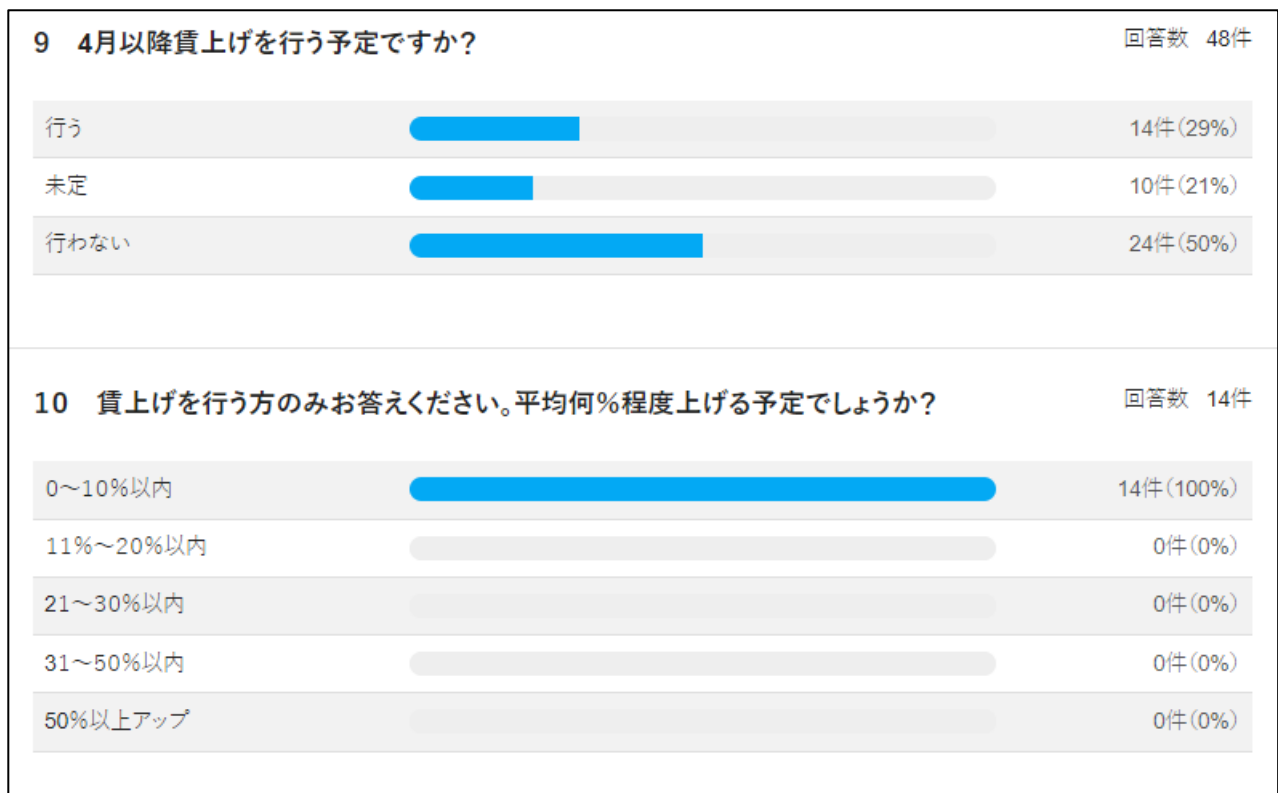 9 4月以降賃上げを行う予定ですか? 回答数 48件
行う 14件(29%)
未定 10件(21%)
行わない 24件(50%)
10 賃上げを行う方のみお答えください。平均何%程度上げる予定でしょうか? 回答数 14件
0～10%以内 14件(100%)
11%～20%以内 0件(0%)
21～30%以内 0件(0%)
31～50%以内 0件(0%)
50%以上アップ 0件(0%)